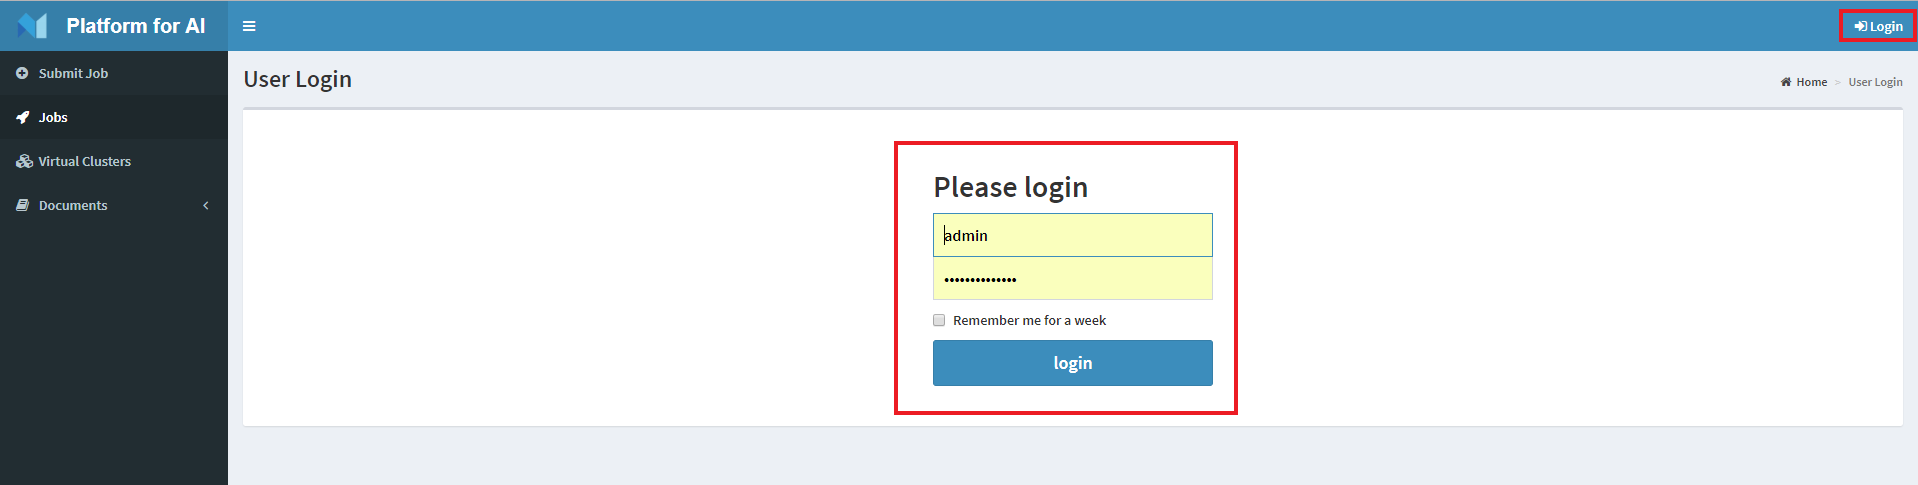 Platform for AI
Login
Submit Job
Jobs
Virtual Clusters
Documents
User Login
Home > User Login
Please login
admin
••••••••••••••
Remember me for a week
login